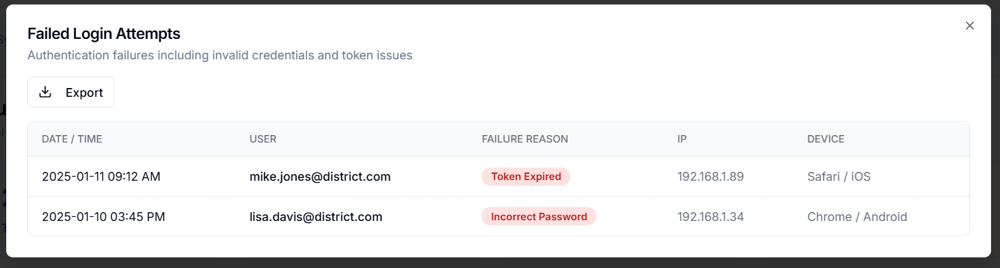 Failed Login Attempts
Authentication failures including invalid credentials and token issues
Export
DATE / TIME USER FAILURE REASON IP DEVICE
2025-01-11 09:12 AM mike.jones@district.com Token Expired 192.168.1.89 Safari / iOS
2025-01-10 03:45 PM lisa.davis@district.com Incorrect Password 192.168.1.34 Chrome / Android